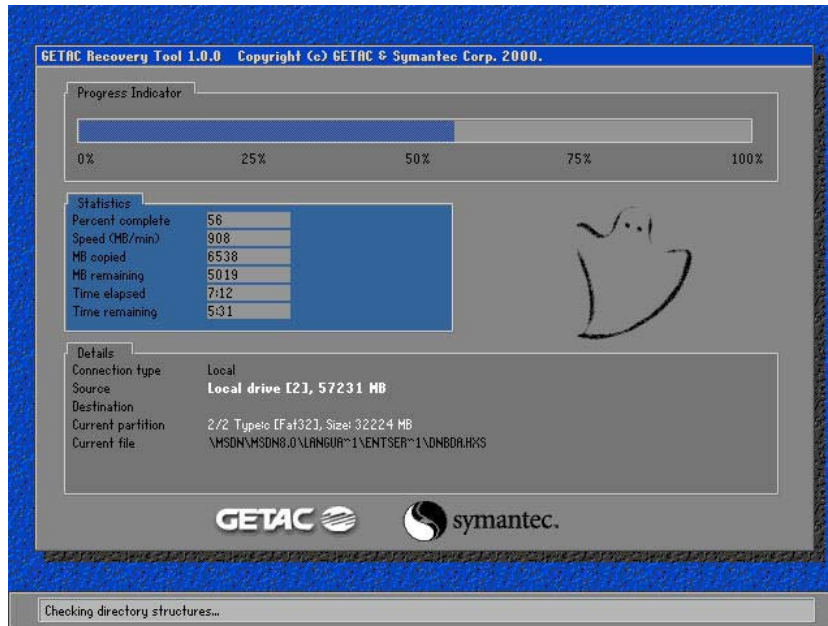 GETAC Recovery Tool 1.0.0 Copyright (c) GETAC & Symantec Corp. 2000.
Progress Indicator
0% 25% 50% 75% 100%
Statistics
Percent complete 56
Speed (MB/min) 908
MB copied 6538
MB remaining 5019
Time elapsed 7:12
Time remaining 5:31
Details
Connection type Local
Source Local drive [2], 57231 MB
Destination
Current partition 2/2 Type:c [Fat32], Size: 32224 MB
Current file \MSDN\MSDN8.0\LANGUA~1\ENTSER~1\DNBDA.HXS
GETAC symantec.
Checking directory structures...